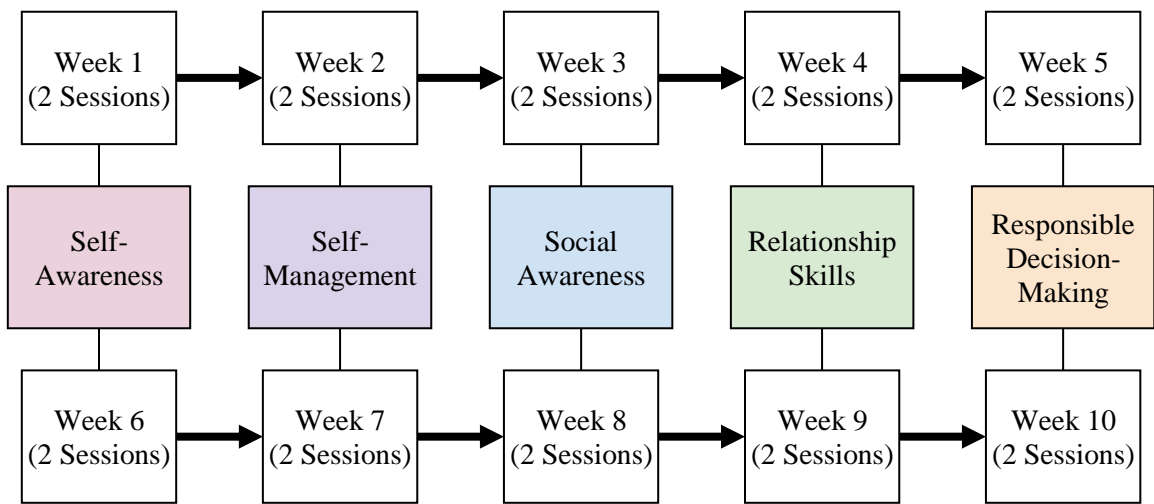 Week 1
(2 Sessions)
Week 2
(2 Sessions)
Week 3
(2 Sessions)
Week 4
(2 Sessions)
Week 5
(2 Sessions)
Self-
Awareness
Self-
Management
Social
Awareness
Relationship
Skills
Responsible
Decision-
Making
Week 6
(2 Sessions)
Week 7
(2 Sessions)
Week 8
(2 Sessions)
Week 9
(2 Sessions)
Week 10
(2 Sessions)